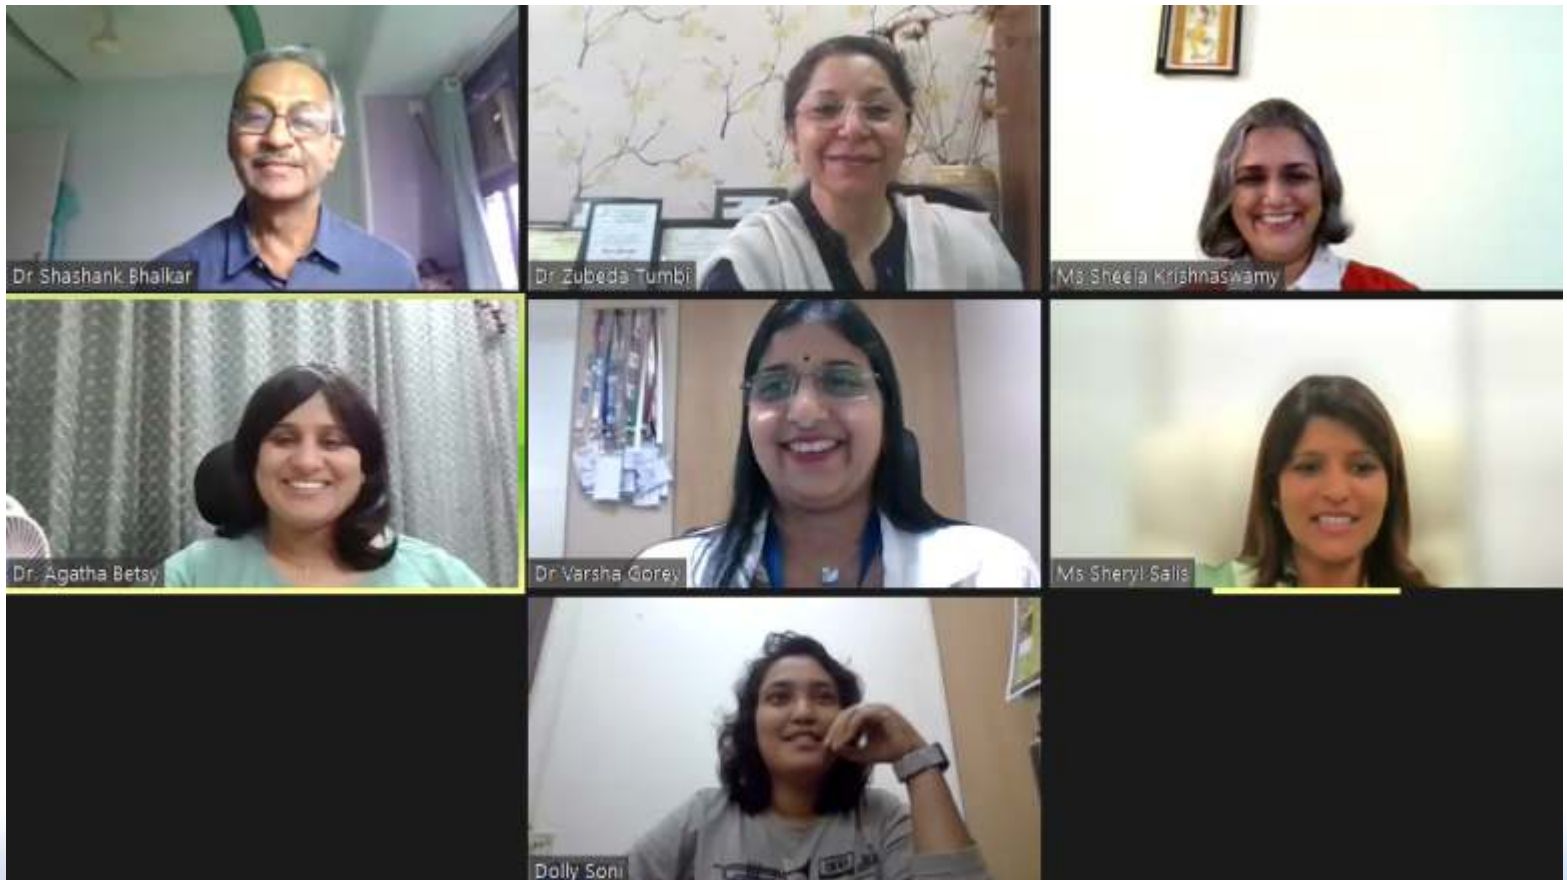 Dr Shashank Bhalkar
Dr Zubeda Tumbi
Ms Sheela Krishnaswamy
Dr. Agatha Betsy
Dr Varsha Gorey
Ms Sheryl Salis
Dolly Soni